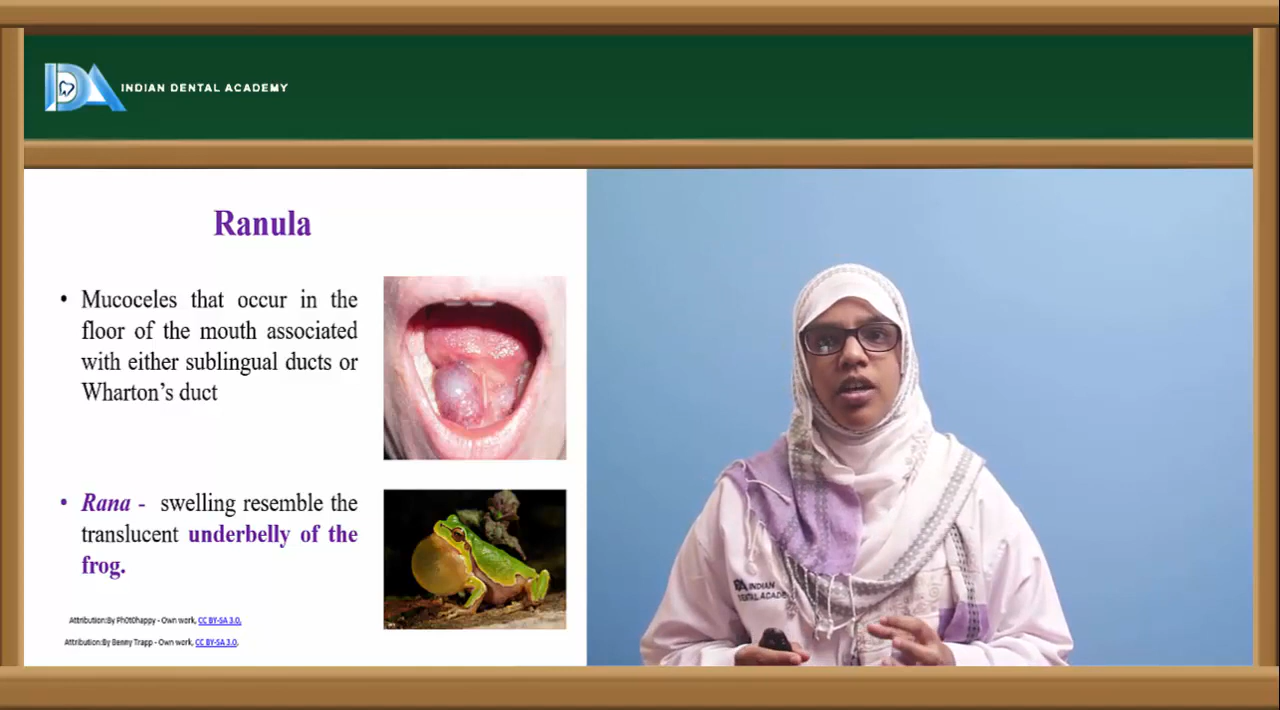 INDIAN DENTAL ACADEMY
Ranula
• Mucoceles that occur in the
floor of the mouth associated
with either sublingual ducts or
Wharton's duct
• Rana - swelling resemble the
translucent underbelly of the
frog.
Attribution:By Ph0t0happy - Own work, CC BY-SA 3.0,
Attribution:By Benny Trapp - Own work, CC BY-SA 3.0,
INDIAN